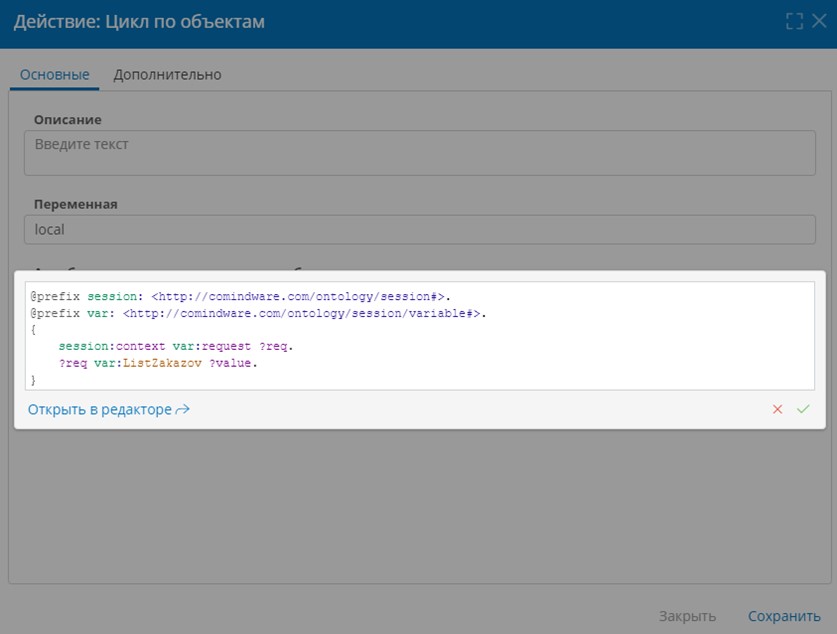 Действие: Цикл по объектам
Основные Дополнительно
Описание
Введите текст
Переменная
local
@prefix session: <http://comindware.com/ontology/session#>.
@prefix var: <http://comindware.com/ontology/session/variable#>.
{
session:context var:request ?req.
?req var:ListZakazov ?value.
}
Открыть в редакторе
Закрыть Сохранить